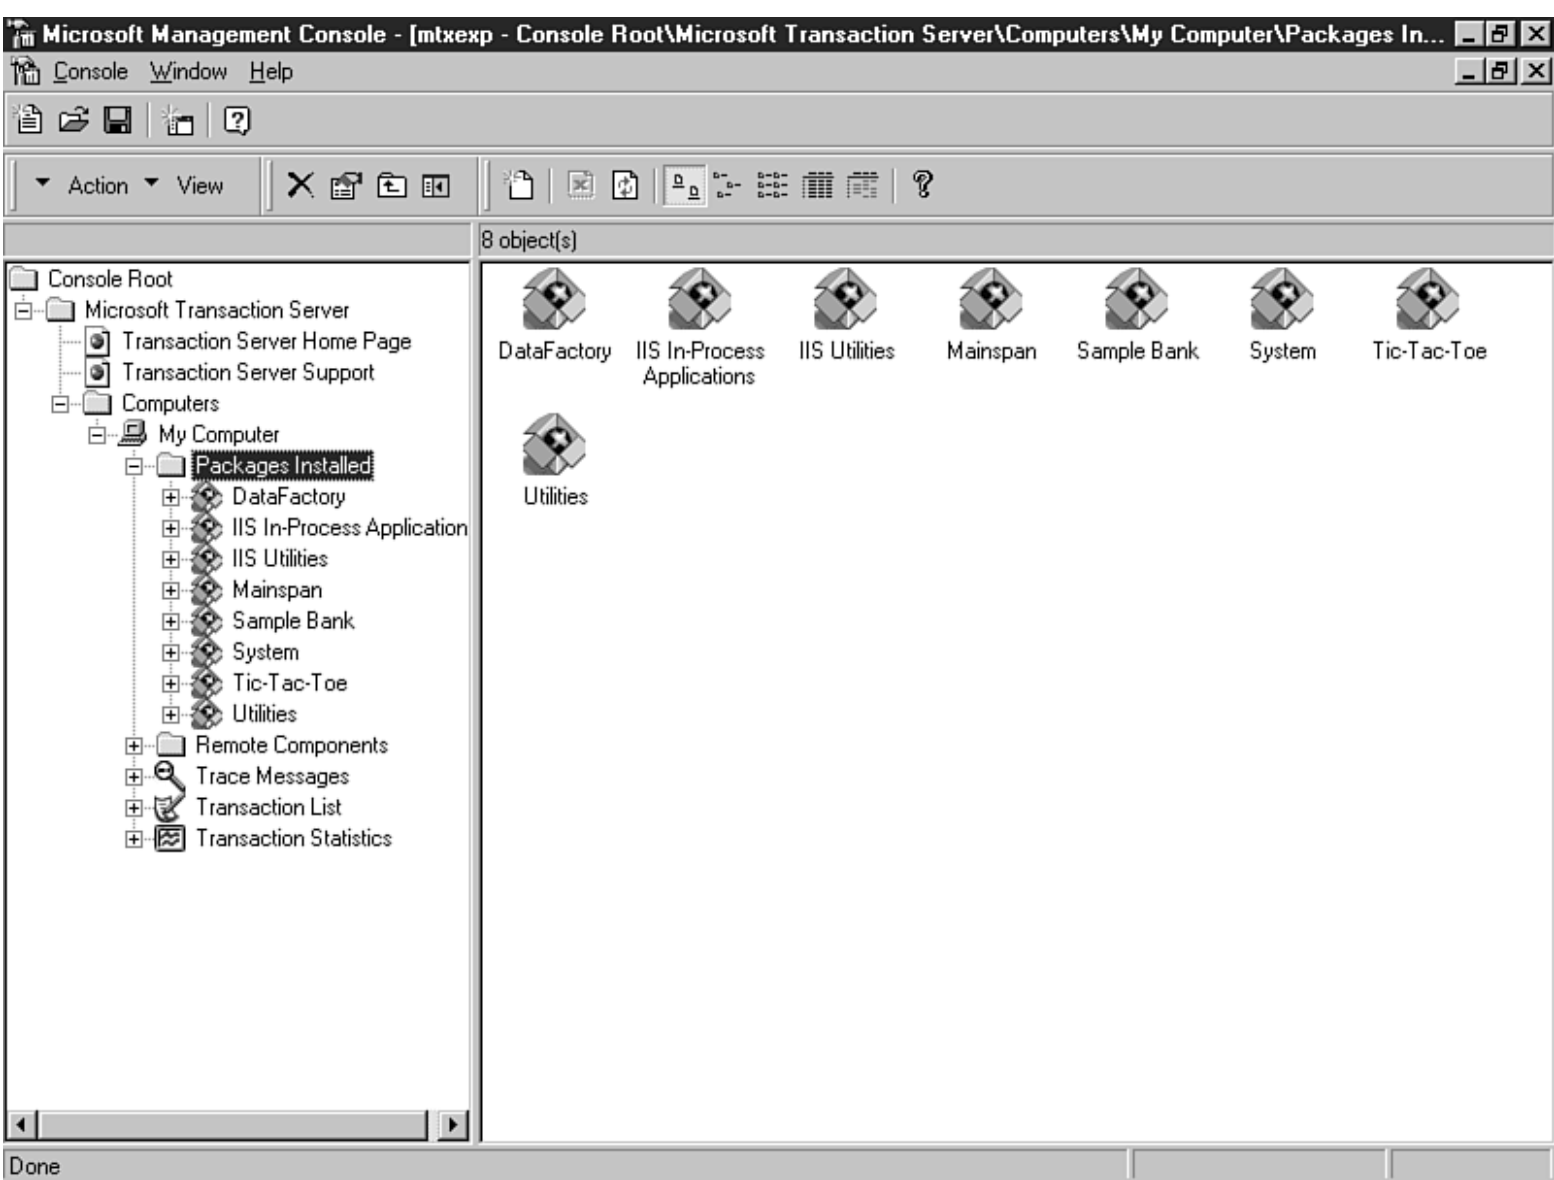 Microsoft Management Console - [mtxexp - Console Root\Microsoft Transaction Server\Computers\My Computer\Packages In...
Console Window Help
Action View
8 object(s)
Console Root
Microsoft Transaction Server
Transaction Server Home Page
Transaction Server Support
Computers
My Computer
Packages Installed
DataFactory
IIS In-Process Application
IIS Utilities
Mainspan
Sample Bank
System
Tic-Tac-Toe
Utilities
Remote Components
Trace Messages
Transaction List
Transaction Statistics
DataFactory IIS In-Process IIS Utilities Mainspan Sample Bank System Tic-Tac-Toe
Applications
Utilities
Done